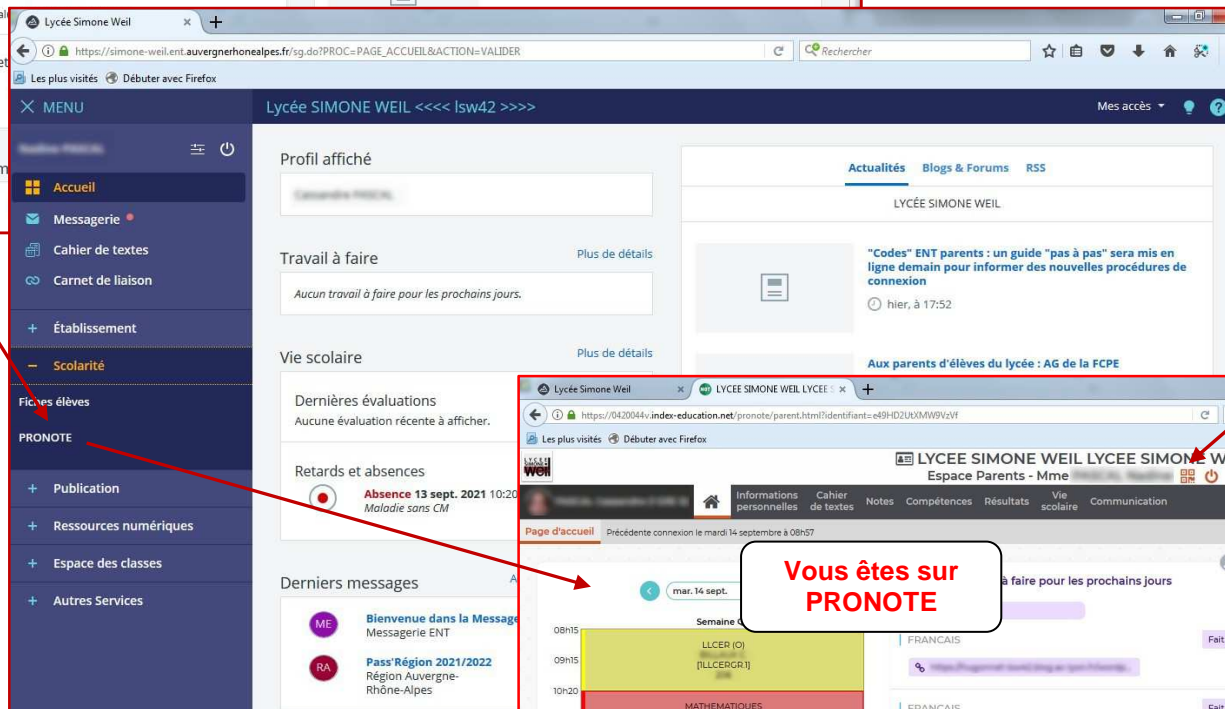 Lycée Simone Weil
https://simone-weil.ent.auvergnerhonealpes.fr/sg.do?PROC=PAGE_ACCUEIL&ACTION=VALIDER
Rechercher
Les plus visités
Débuter avec Firefox
MENU
Lycée SIMONE WEIL <<<< lsw42 >>>>
Mes accès
Accueil
Messagerie
Cahier de textes
Carnet de liaison
+ Établissement
– Scolarité
Fiches élèves
PRONOTE
+ Publication
+ Ressources numériques
+ Espace des classes
+ Autres Services
Profil affiché
Travail à faire
Plus de détails
Aucun travail à faire pour les prochains jours.
Vie scolaire
Plus de détails
Dernières évaluations
Aucune évaluation récente à afficher.
Retards et absences
Absence 13 sept. 2021 10:20
Maladie sans CM
Derniers messages
ME
Bienvenue dans la Message
Messagerie ENT
RA
Pass'Région 2021/2022
Région Auvergne-
Rhône-Alpes
Actualités Blogs & Forums RSS
LYCÉE SIMONE WEIL
"Codes" ENT parents : un guide "pas à pas" sera mis en
ligne demain pour informer des nouvelles procédures de
connexion
hier, à 17:52
Aux parents d'élèves du lycée : AG de la FCPE
Lycée Simone Weil
LYCEE SIMONE WEIL LYCEE S
https://0420044v.index-education.net/pronote/parent.html?identifiant=e49HD2UtXMW9VzVf
Les plus visités
Débuter avec Firefox
LYCEE SIMONE WEIL LYCEE SIMONE W
Espace Parents - Mme
Informations personnelles
Cahier de textes
Notes
Compétences
Résultats
Vie scolaire
Communication
Page d'accueil
Précédente connexion le mardi 14 septembre à 08h57
mar. 14 sept.
Vous êtes sur
PRONOTE
à faire pour les prochains jours
Semaine
08h15
LLCER (O)
[1LLCERGR.1]
09h15
10h20
MATHEMATIQUES
FRANCAIS
Fait
FRANCAIS
Fait